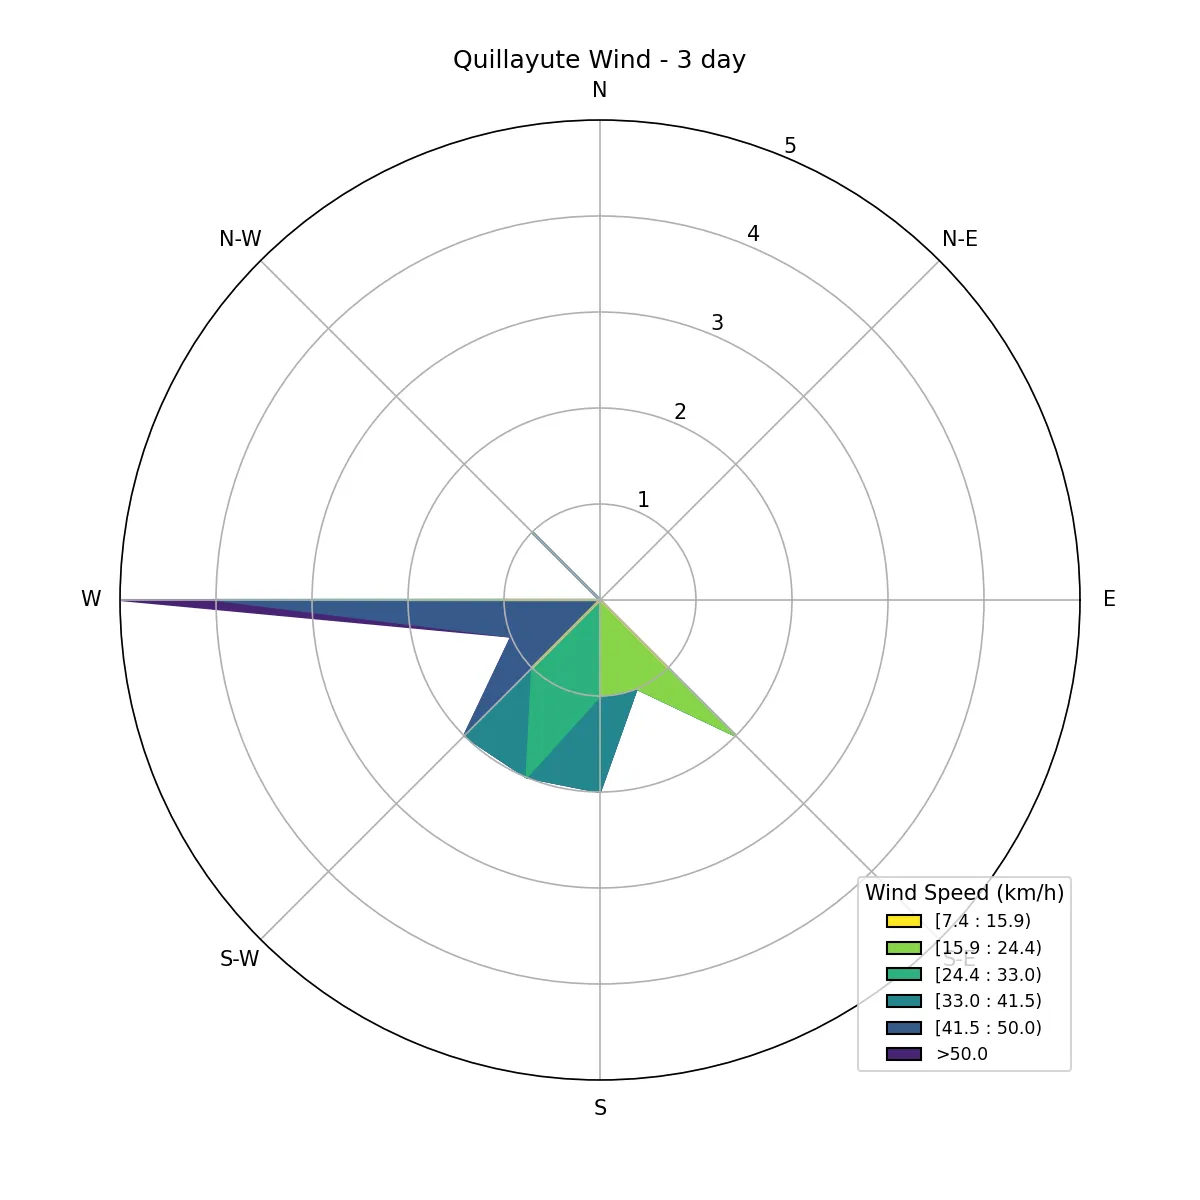 Quillayute Wind - 3 day
N
5
N-W
N-E
4
3
2
1
W
E
S-W
S-E
S
Wind Speed (km/h)
[7.4 : 15.9)
[15.9 : 24.4)
[24.4 : 33.0)
[33.0 : 41.5)
[41.5 : 50.0)
>50.0